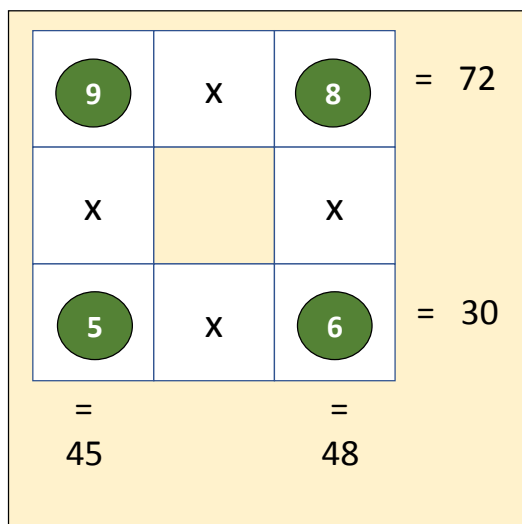 9 x 8 = 72
x x
5 x 6 = 30
= =
45 48